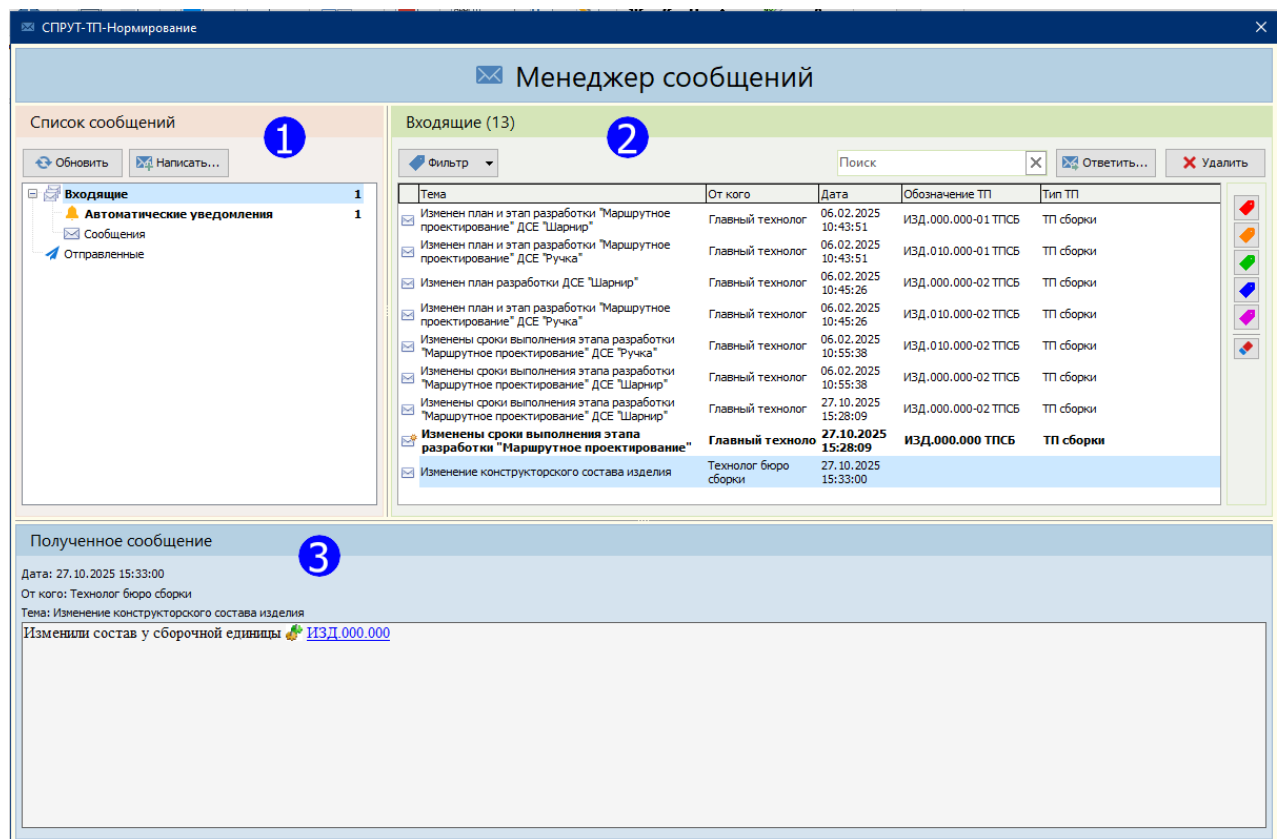 СПРУТ-ТП-Нормирование
Менеджер сообщений
Список сообщений
1
Обновить
Написать...
Входящие 1
Автоматические уведомления 1
Сообщения
Отправленные
Входящие (13)
2
Фильтр
Поиск
Ответить...
Удалить
Тема От кого Дата Обозначение ТП Тип ТП
Изменен план и этап разработки "Маршрутное
проектирование" ДСЕ "Шарнир"
Главный технолог
06.02.2025
10:43:51
ИЗД.000.000-01 ТПСБ
ТП сборки
Изменен план и этап разработки "Маршрутное
проектирование" ДСЕ "Ручка"
Главный технолог
06.02.2025
10:43:51
ИЗД.010.000-01 ТПСБ
ТП сборки
Изменен план разработки ДСЕ "Шарнир"
Главный технолог
06.02.2025
10:45:26
ИЗД.000.000-02 ТПСБ
ТП сборки
Изменен план и этап разработки "Маршрутное
проектирование" ДСЕ "Ручка"
Главный технолог
06.02.2025
10:45:26
ИЗД.010.000-02 ТПСБ
ТП сборки
Изменены сроки выполнения этапа разработки
"Маршрутное проектирование" ДСЕ "Ручка"
Главный технолог
06.02.2025
10:55:38
ИЗД.010.000-02 ТПСБ
ТП сборки
Изменены сроки выполнения этапа разработки
"Маршрутное проектирование" ДСЕ "Шарнир"
Главный технолог
06.02.2025
10:55:38
ИЗД.000.000-02 ТПСБ
ТП сборки
Изменены сроки выполнения этапа разработки
"Маршрутное проектирование" ДСЕ "Шарнир"
Главный технолог
27.10.2025
15:28:09
ИЗД.000.000-02 ТПСБ
ТП сборки
Изменены сроки выполнения этапа
разработки "Маршрутное проектирование"
Главный техноло
27.10.2025
15:28:09
ИЗД.000.000 ТПСБ
ТП сборки
Изменение конструкторского состава изделия
Технолог бюро
сборки
27.10.2025
15:33:00
Полученное сообщение
3
Дата: 27.10.2025 15:33:00
От кого: Технолог бюро сборки
Тема: Изменение конструкторского состава изделия
Изменили состав у сборочной единицы ИЗД.000.000